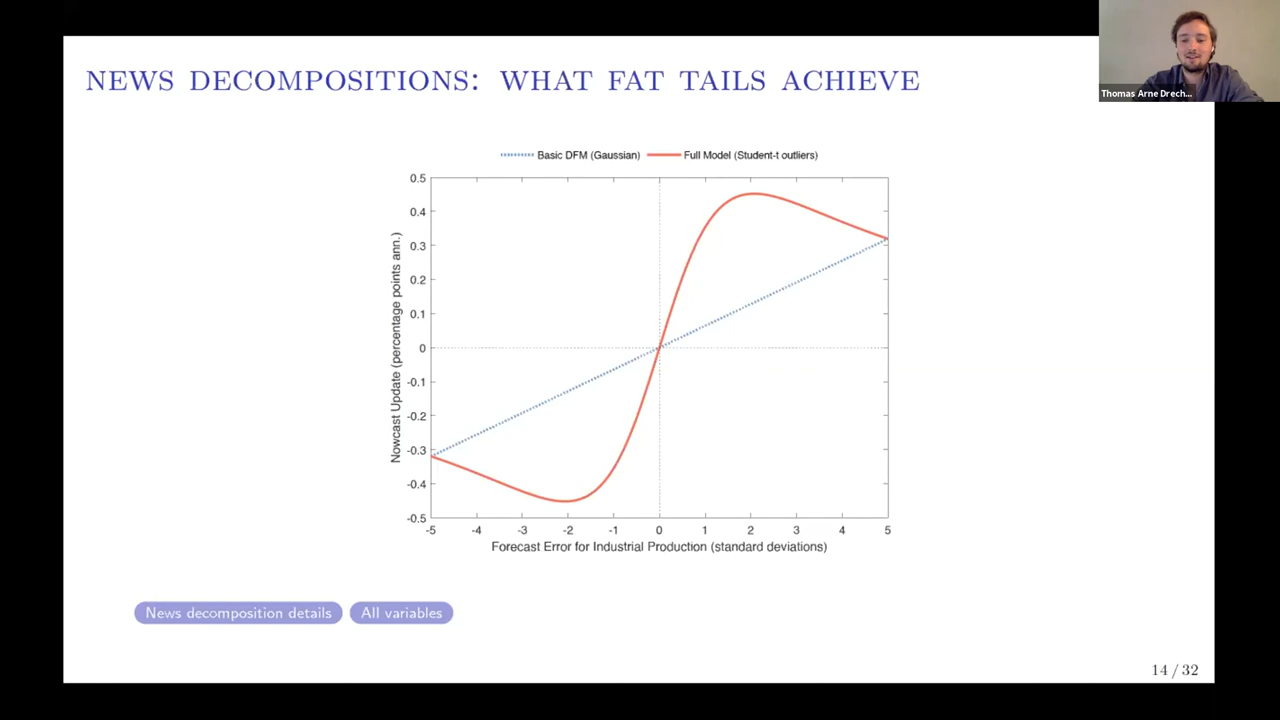 NEWS DECOMPOSITIONS: WHAT FAT TAILS ACHIEVE
Thomas Arne Drech...
Basic DFM (Gaussian) Full Model (Student-t outliers)
Nowcast Update (percentage points ann.)
0.5
0.4
0.3
0.2
0.1
0
-0.1
-0.2
-0.3
-0.4
-0.5
-5 -4 -3 -2 -1 0 1 2 3 4 5
Forecast Error for Industrial Production (standard deviations)
News decomposition details All variables
14 / 32